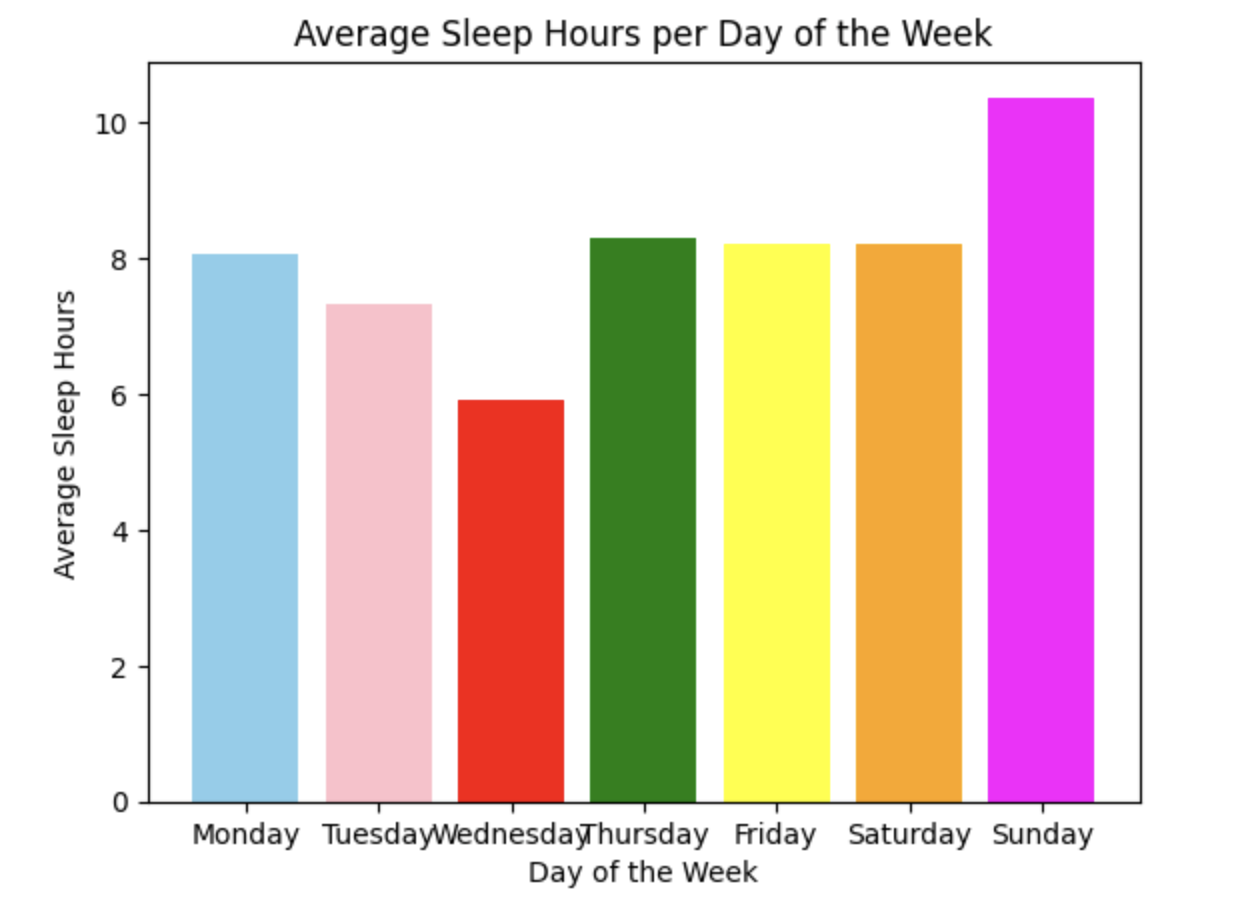 Average Sleep Hours per Day of the Week
Average Sleep Hours
10
8
6
4
2
0
Monday Tuesday Wednesday Thursday Friday Saturday Sunday
Day of the Week